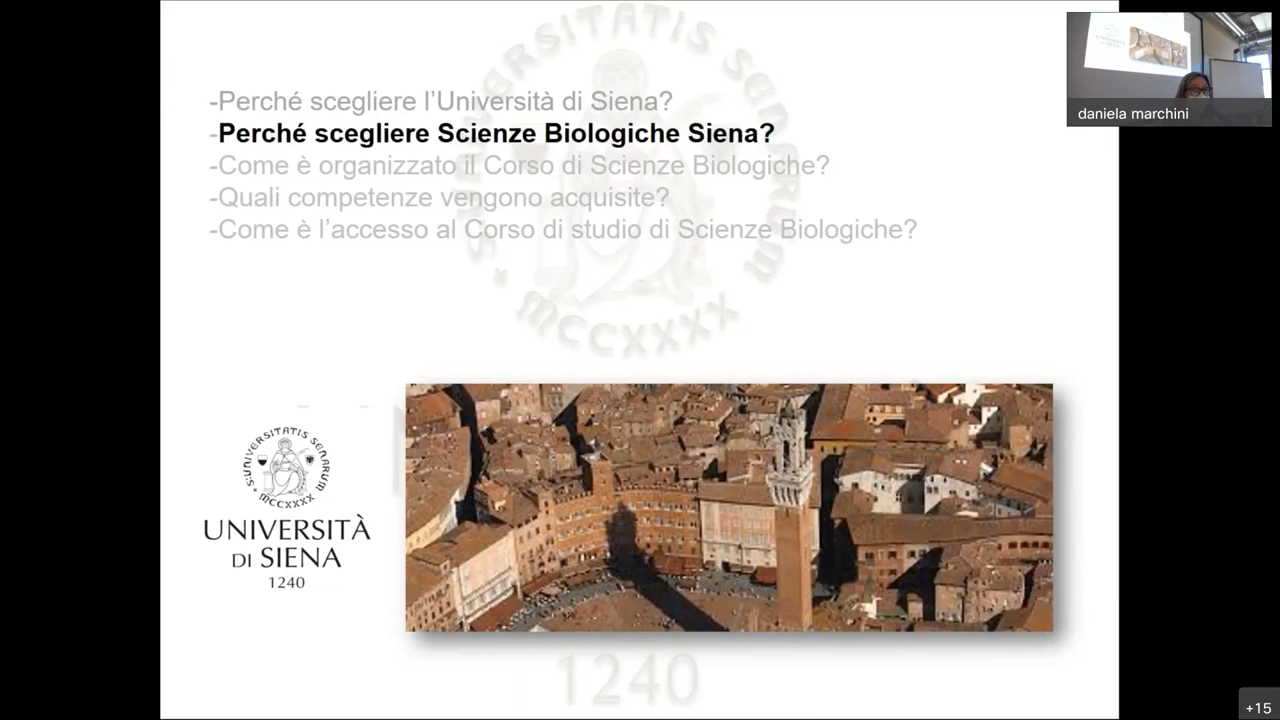 -Perché scegliere l’Università di Siena?
-Perché scegliere Scienze Biologiche Siena?
-Come è organizzato il Corso di Scienze Biologiche?
-Quali competenze vengono acquisite?
-Come è l’accesso al Corso di studio di Scienze Biologiche?
daniela marchini
MCCXXXX
SIUNIVERSITATIS SENARUM
MCCXXXX
UNIVERSITÀ
DI SIENA
1240
1240
+15